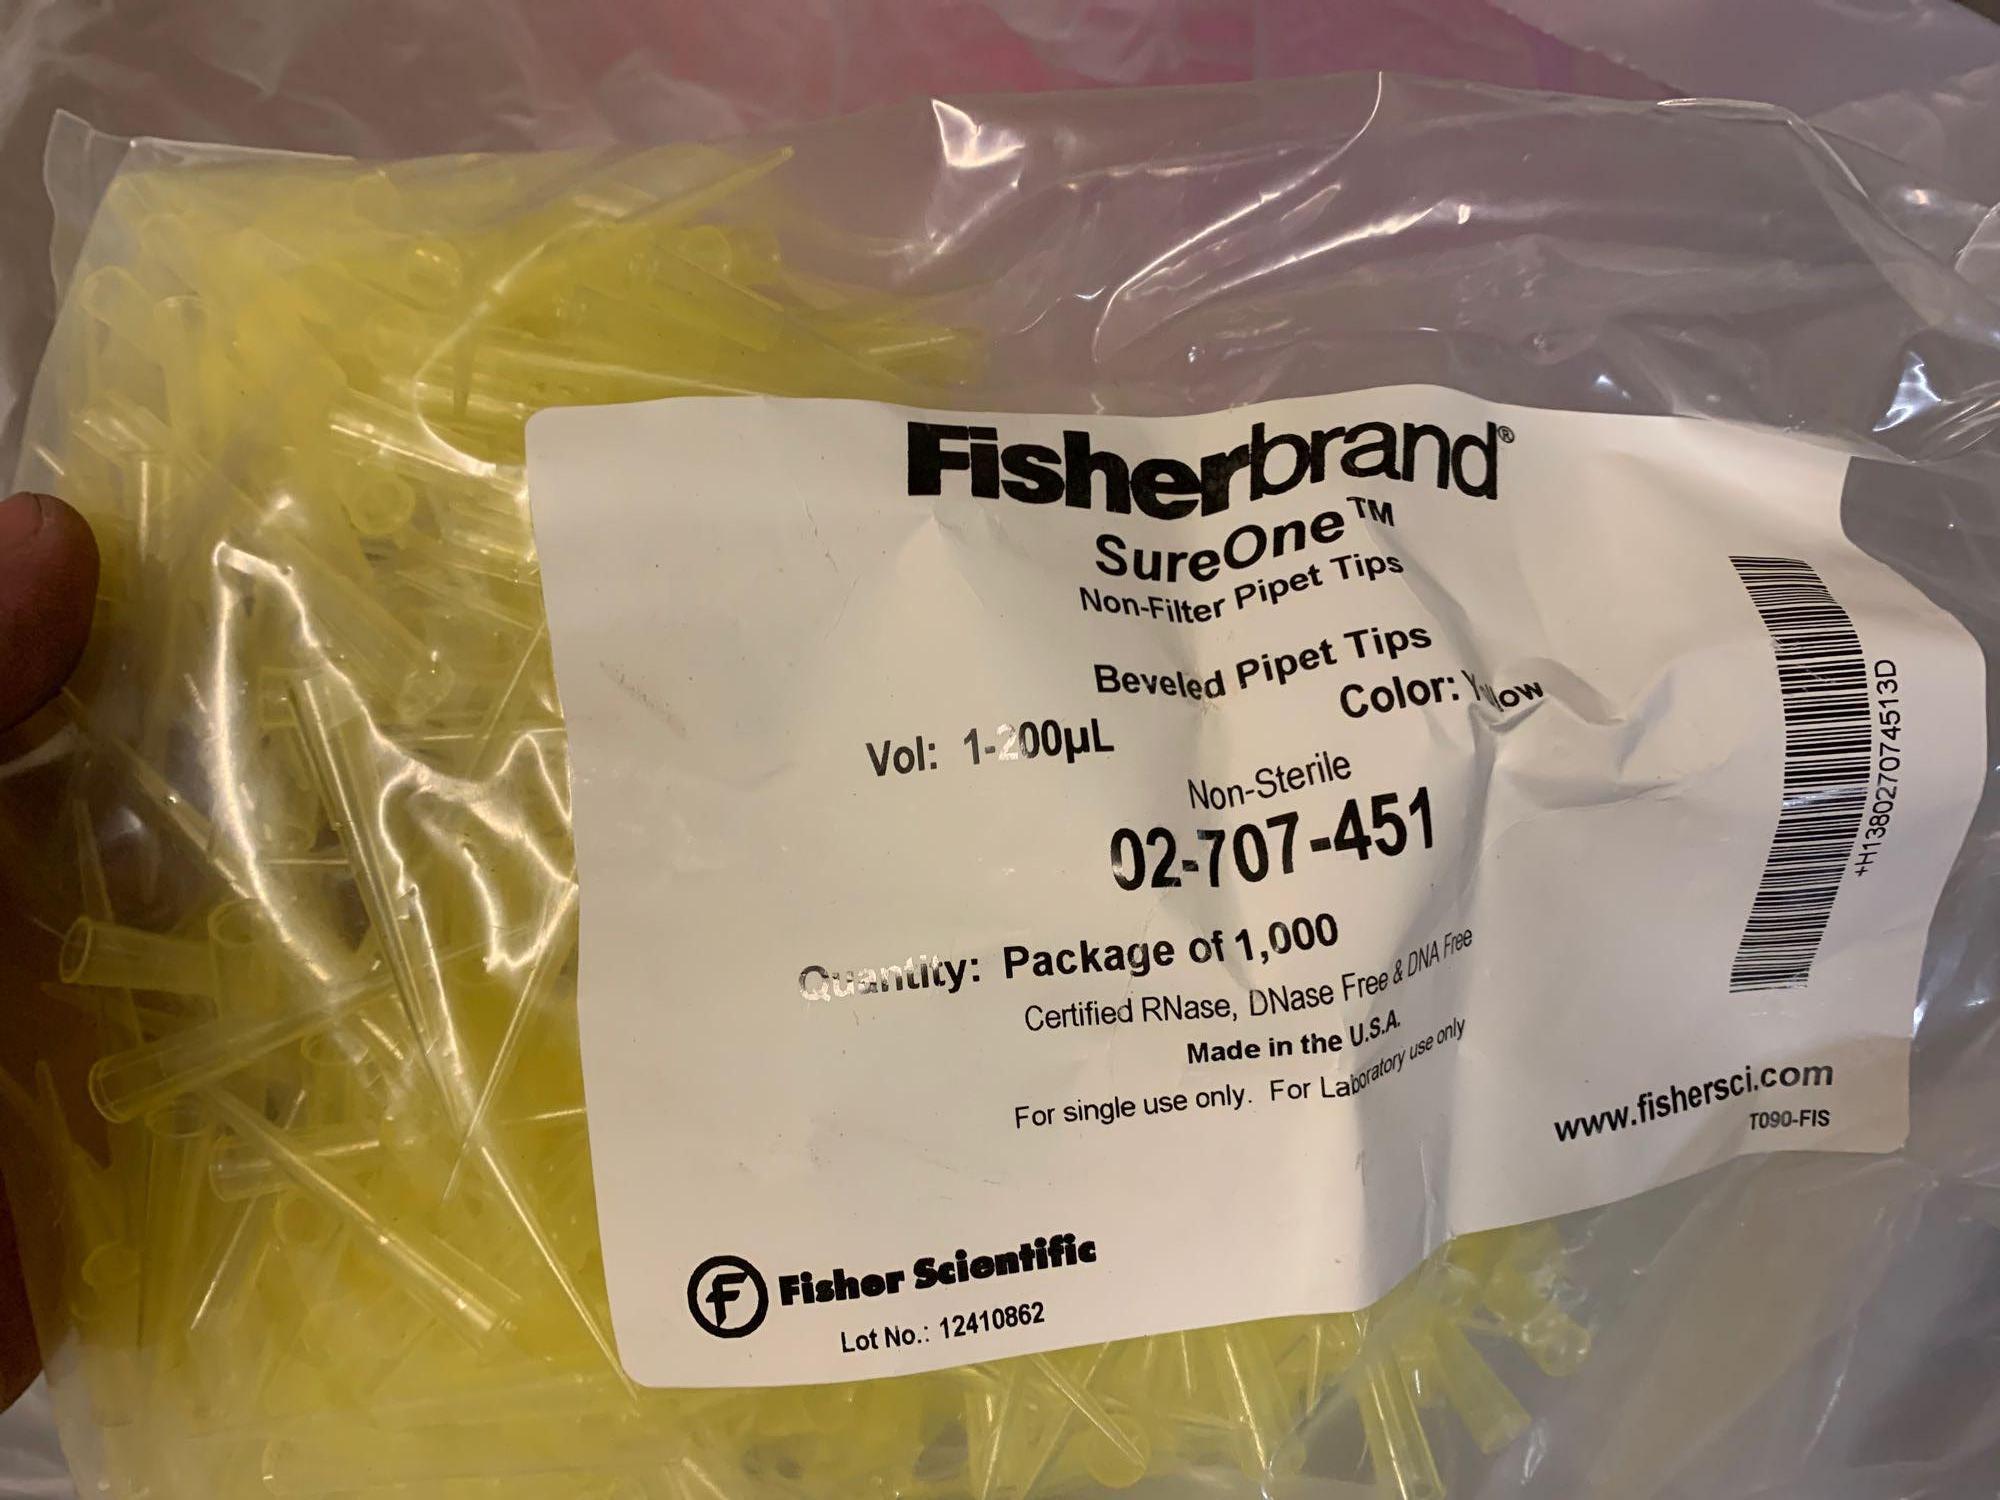 Fisherbrand®
SureOne™
Non-Filter Pipet Tips
Beveled Pipet Tips
Vol: 1-200µL Color: Yellow
Non-Sterile
02-707-451
Quantity: Package of 1,000
Certified RNase, DNase Free & DNA Free
Made in the U.S.A.
For single use only. For Laboratory use only
+H138027074513D
www.fishersci.com
T090-FIS
F Fisher Scientific
Lot No.: 12410862